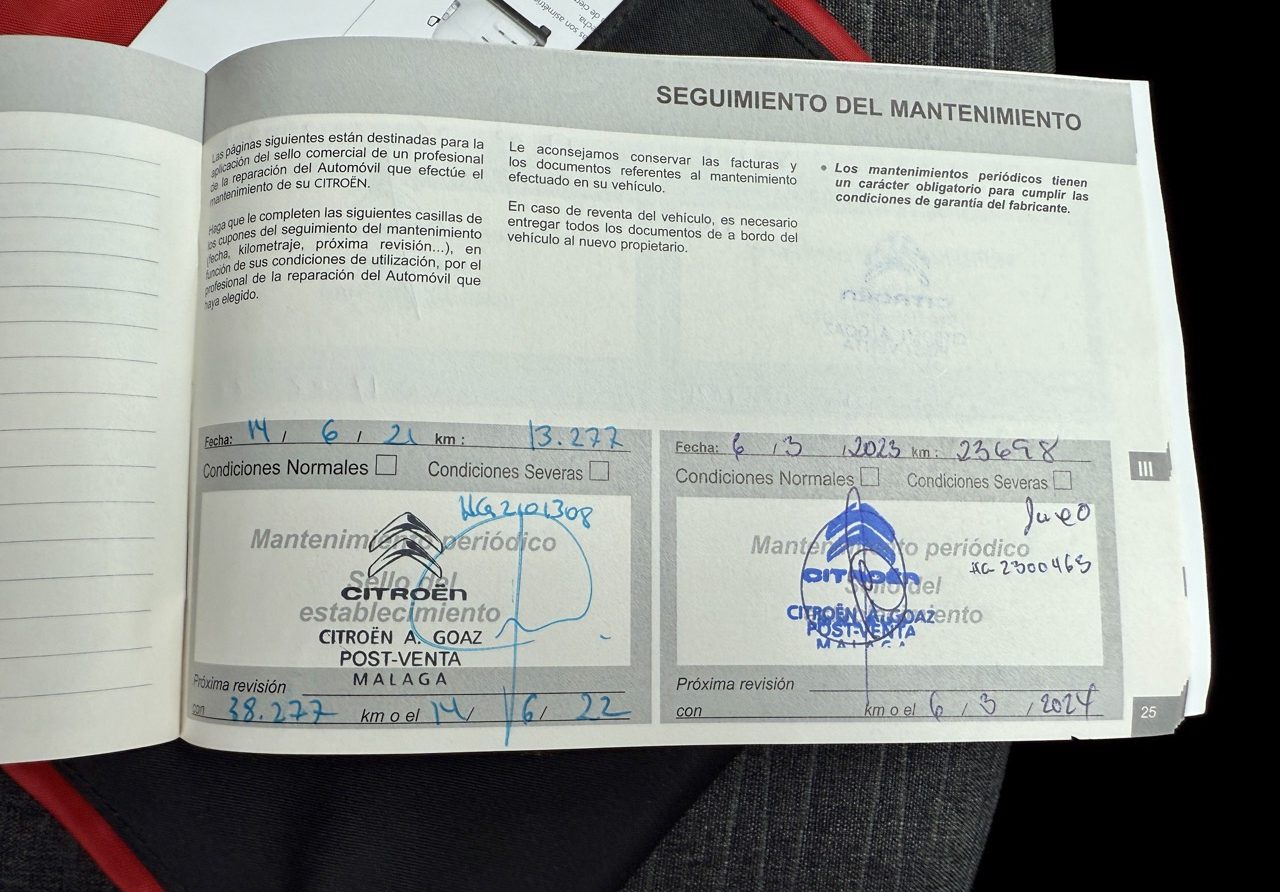 SEGUIMIENTO DEL MANTENIMIENTO
Las páginas siguientes están destinadas para la
aplicación del sello comercial de un profesional
de la reparación del Automóvil que efectúe el
mantenimiento de su CITROËN.
Haga que le completen las siguientes casillas de
los cupones del seguimiento del mantenimiento
(fecha, kilometraje, próxima revisión...), en
función de sus condiciones de utilización, por el
profesional de la reparación del Automóvil que
haya elegido.
Le aconsejamos conservar las facturas y
los documentos referentes al mantenimiento
efectuado en su vehículo.
En caso de reventa del vehículo, es necesario
entregar todos los documentos de a bordo del
vehículo al nuevo propietario.
• Los mantenimientos periódicos tienen
un carácter obligatorio para cumplir las
condiciones de garantía del fabricante.
Fecha: 14 / 6 / 21 km : 13.277
Condiciones Normales Condiciones Severas
Mantenimiento periódico
Sello del
establecimiento
CITROËN
CITROËN A. GOAZ
POST-VENTA
MALAGA
Próxima revisión
con 38.277 km o el 14 / 6 / 22
Fecha: 6 / 3 / 2023 km : 23698
Condiciones Normales Condiciones Severas
Mantenimiento periódico
NG 2300463
Sello del
CITROËN
CITROËN A. GOAZ
POST-VENTA
MALAGA
Próxima revisión
con km o el 6 / 3 / 2024
III
25